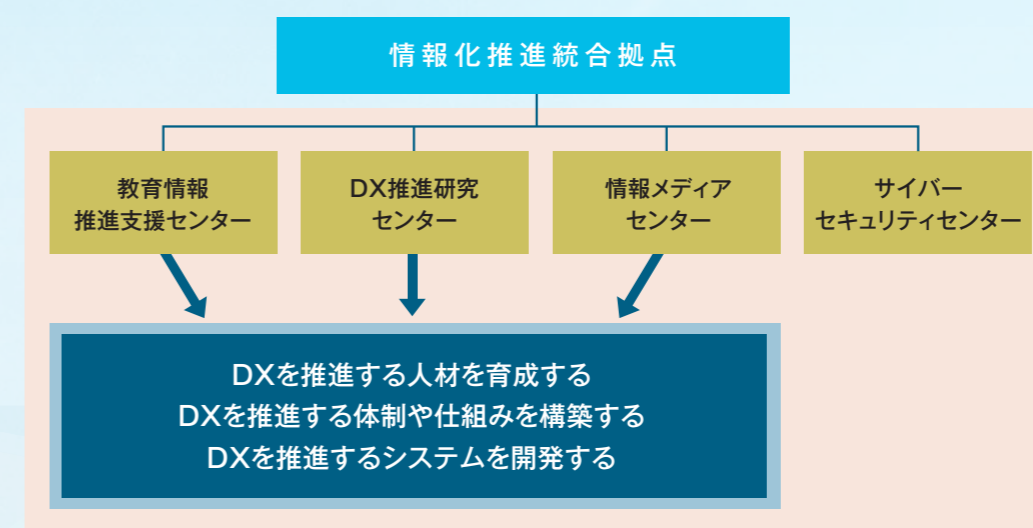 情報化推進統合拠点
教育情報
推進支援センター
DX推進研究
センター
情報メディア
センター
サイバー
セキュリティセンター
DXを推進する人材を育成する
DXを推進する体制や仕組みを構築する
DXを推進するシステムを開発する